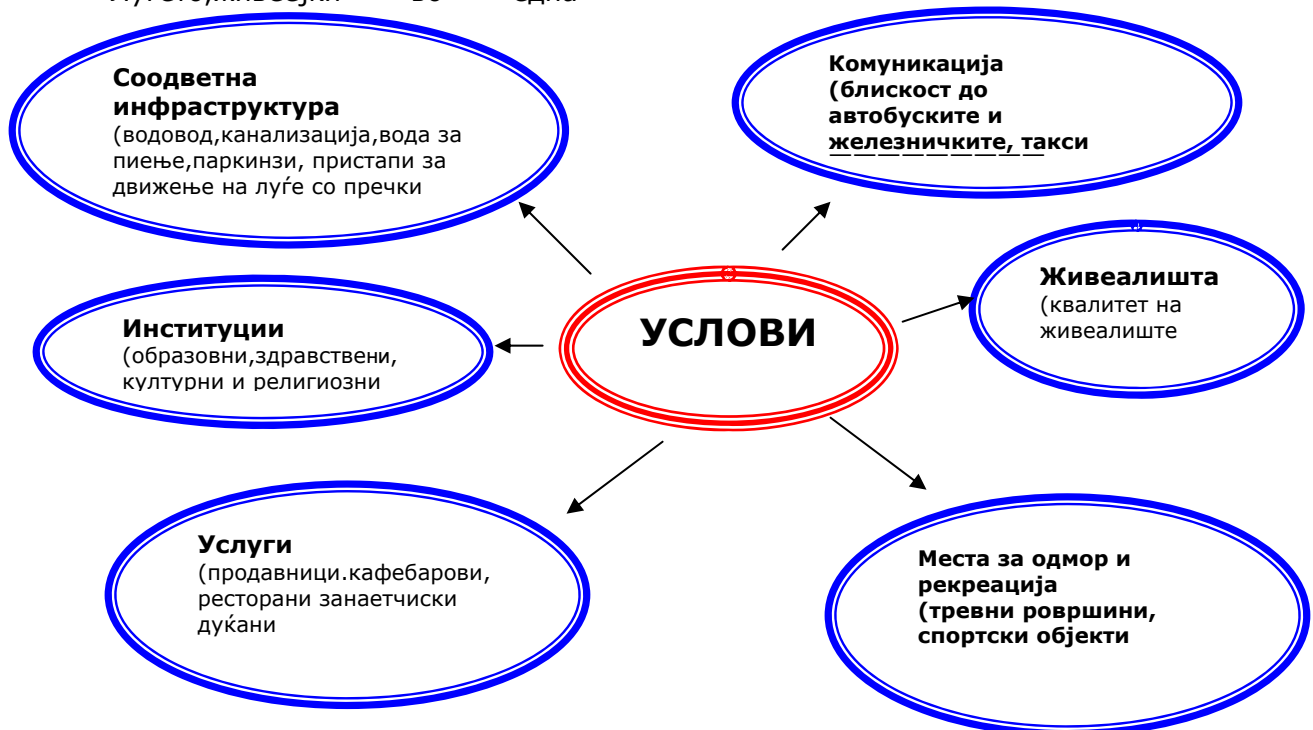 Соодветна
инфраструктура
(водовод,канализација,вода за
пиење,паркинзи, пристапи за
движење на луѓе со пречки
Комуникација
(блискост до
автобуските и
железничките, такси
Живеалишта
(квалитет на
живеалиште
УСЛОВИ
Институции
(образовни,здравствени,
културни и религиозни
Услуги
(продавници.кафебарови,
ресторани занаетчиски
дуќани
Места за одмор и
рекреација
(тревни ровршини,
спортски објекти